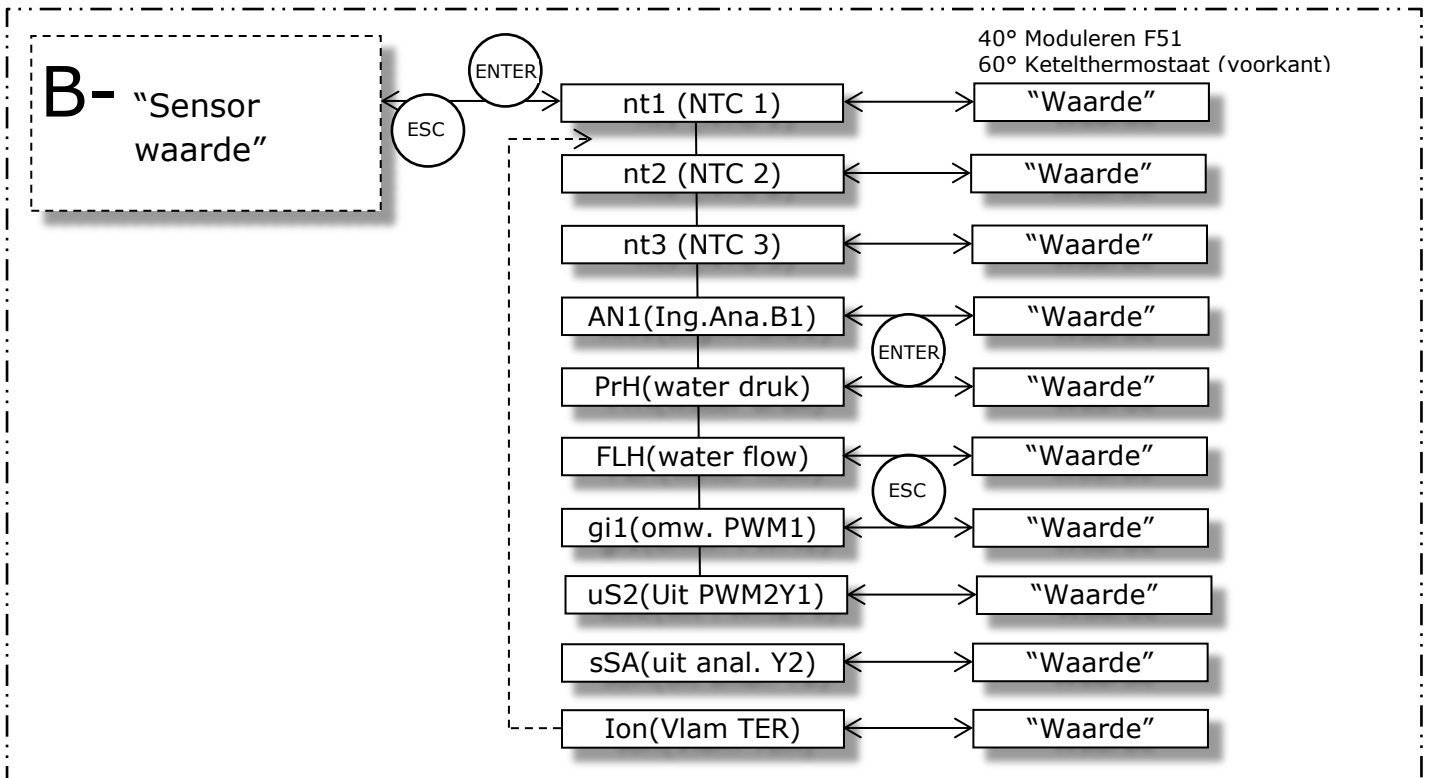 40° Moduleren F51
60° Ketelthermostaat (voorkant)
B- “Sensor
waarde”
ENTER
ESC
nt1 (NTC 1)
“Waarde”
nt2 (NTC 2)
“Waarde”
nt3 (NTC 3)
“Waarde”
AN1(Ing.Ana.B1)
“Waarde”
ENTER
PrH(water druk)
“Waarde”
FLH(water flow)
“Waarde”
ESC
gi1(omw. PWM1)
“Waarde”
uS2(Uit PWM2Y1)
“Waarde”
sSA(uit anal. Y2)
“Waarde”
Ion(Vlam TER)
“Waarde”